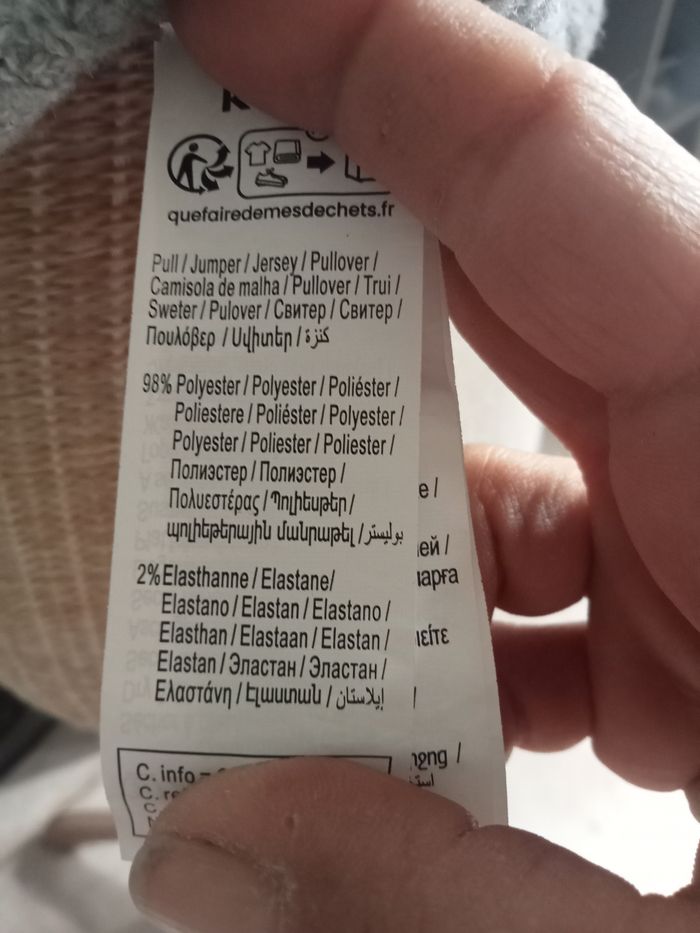 quefairedemesdechets.fr
Pull / Jumper / Jersey / Pullover /
Camisola de malha / Pullover / Trui /
Sweter / Pulover / Свитер / Свитер /
Πουλόβερ / Սվիտեր / كنزة
98% Polyester / Polyester / Poliéster /
Poliestere / Poliéster / Polyester /
Polyester / Poliester / Poliester /
Полиэстер / Полиэстер /
Πολυεστέρας / Պոլիեսթեր /
պոլիեթերային մանրաթել / بوليستر
2% Elasthanne / Elastane/
Elastano / Elastan / Elastano /
Elasthan / Elastaan / Elastan /
Elastan / Эластан / Эластан /
Ελαστάνη / Էլաստան / إيلاستان
C. info